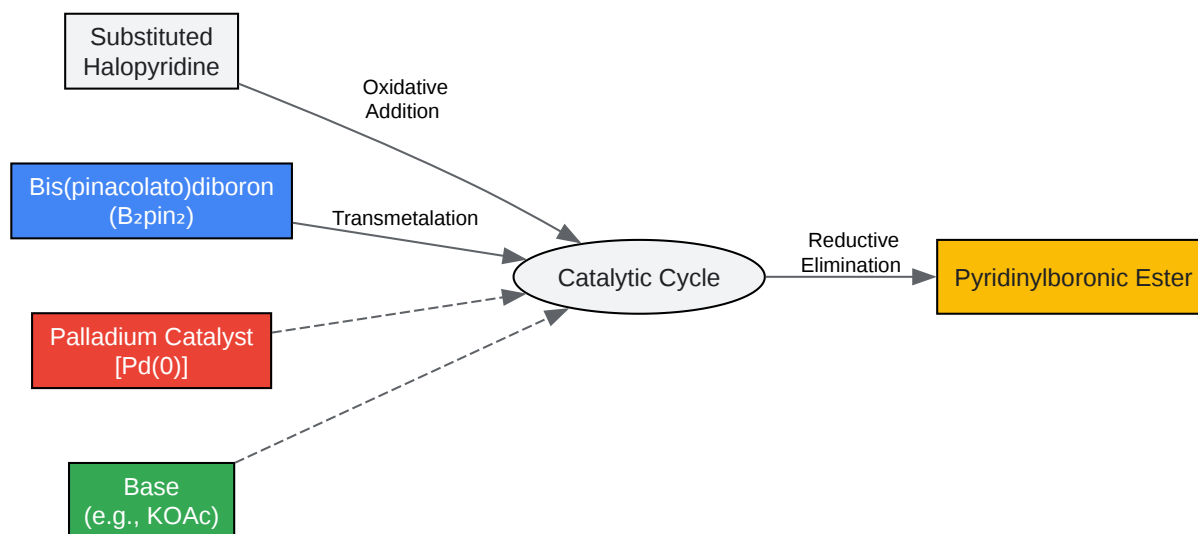 Substituted
Halopyridine
Oxidative
Addition
Bis(pinacolato)diboron
(B₂pin₂)
Transmetalation
Catalytic Cycle
Reductive
Elimination
Pyridinylboronic Ester
Palladium Catalyst
[Pd(0)]
Base
(e.g., KOAc)